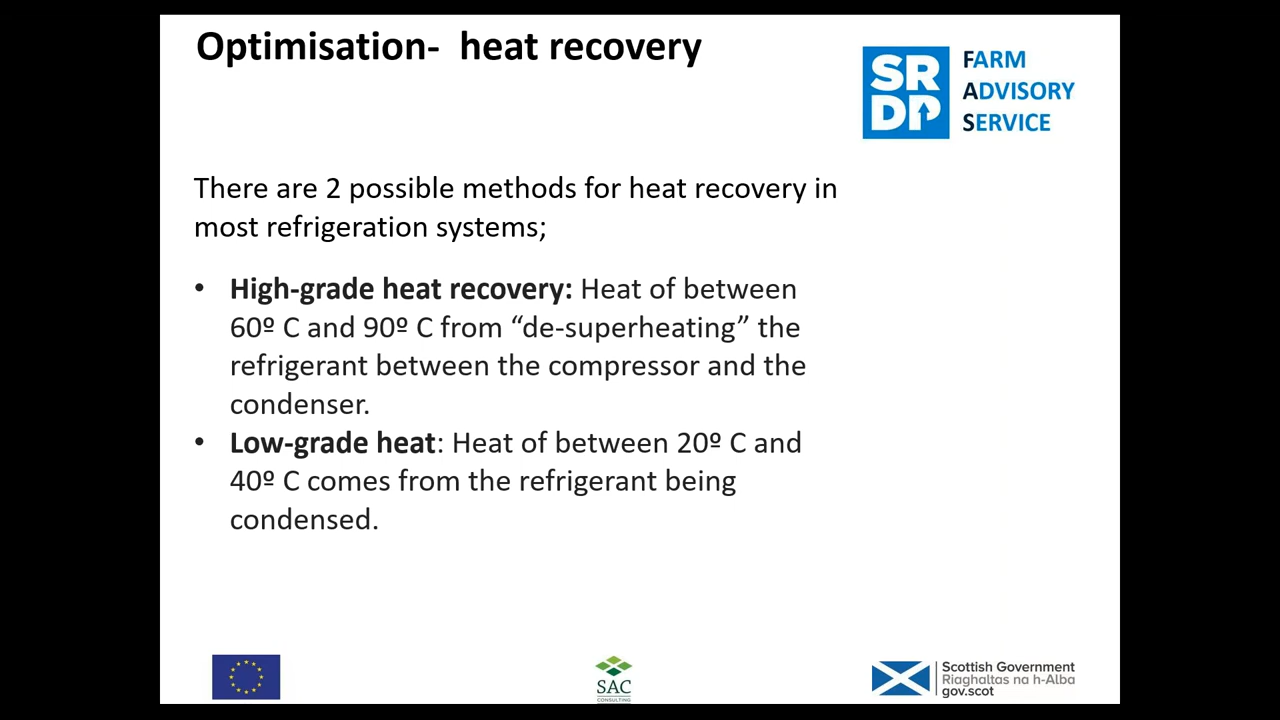 Optimisation- heat recovery
SR
DP
FARM
ADVISORY
SERVICE
There are 2 possible methods for heat recovery in
most refrigeration systems;
• High-grade heat recovery: Heat of between
60º C and 90º C from “de-superheating” the
refrigerant between the compressor and the
condenser.
• Low-grade heat: Heat of between 20º C and
40º C comes from the refrigerant being
condensed.
SAC
CONSULTING
Scottish Government
Riaghaltas na h-Alba
gov.scot